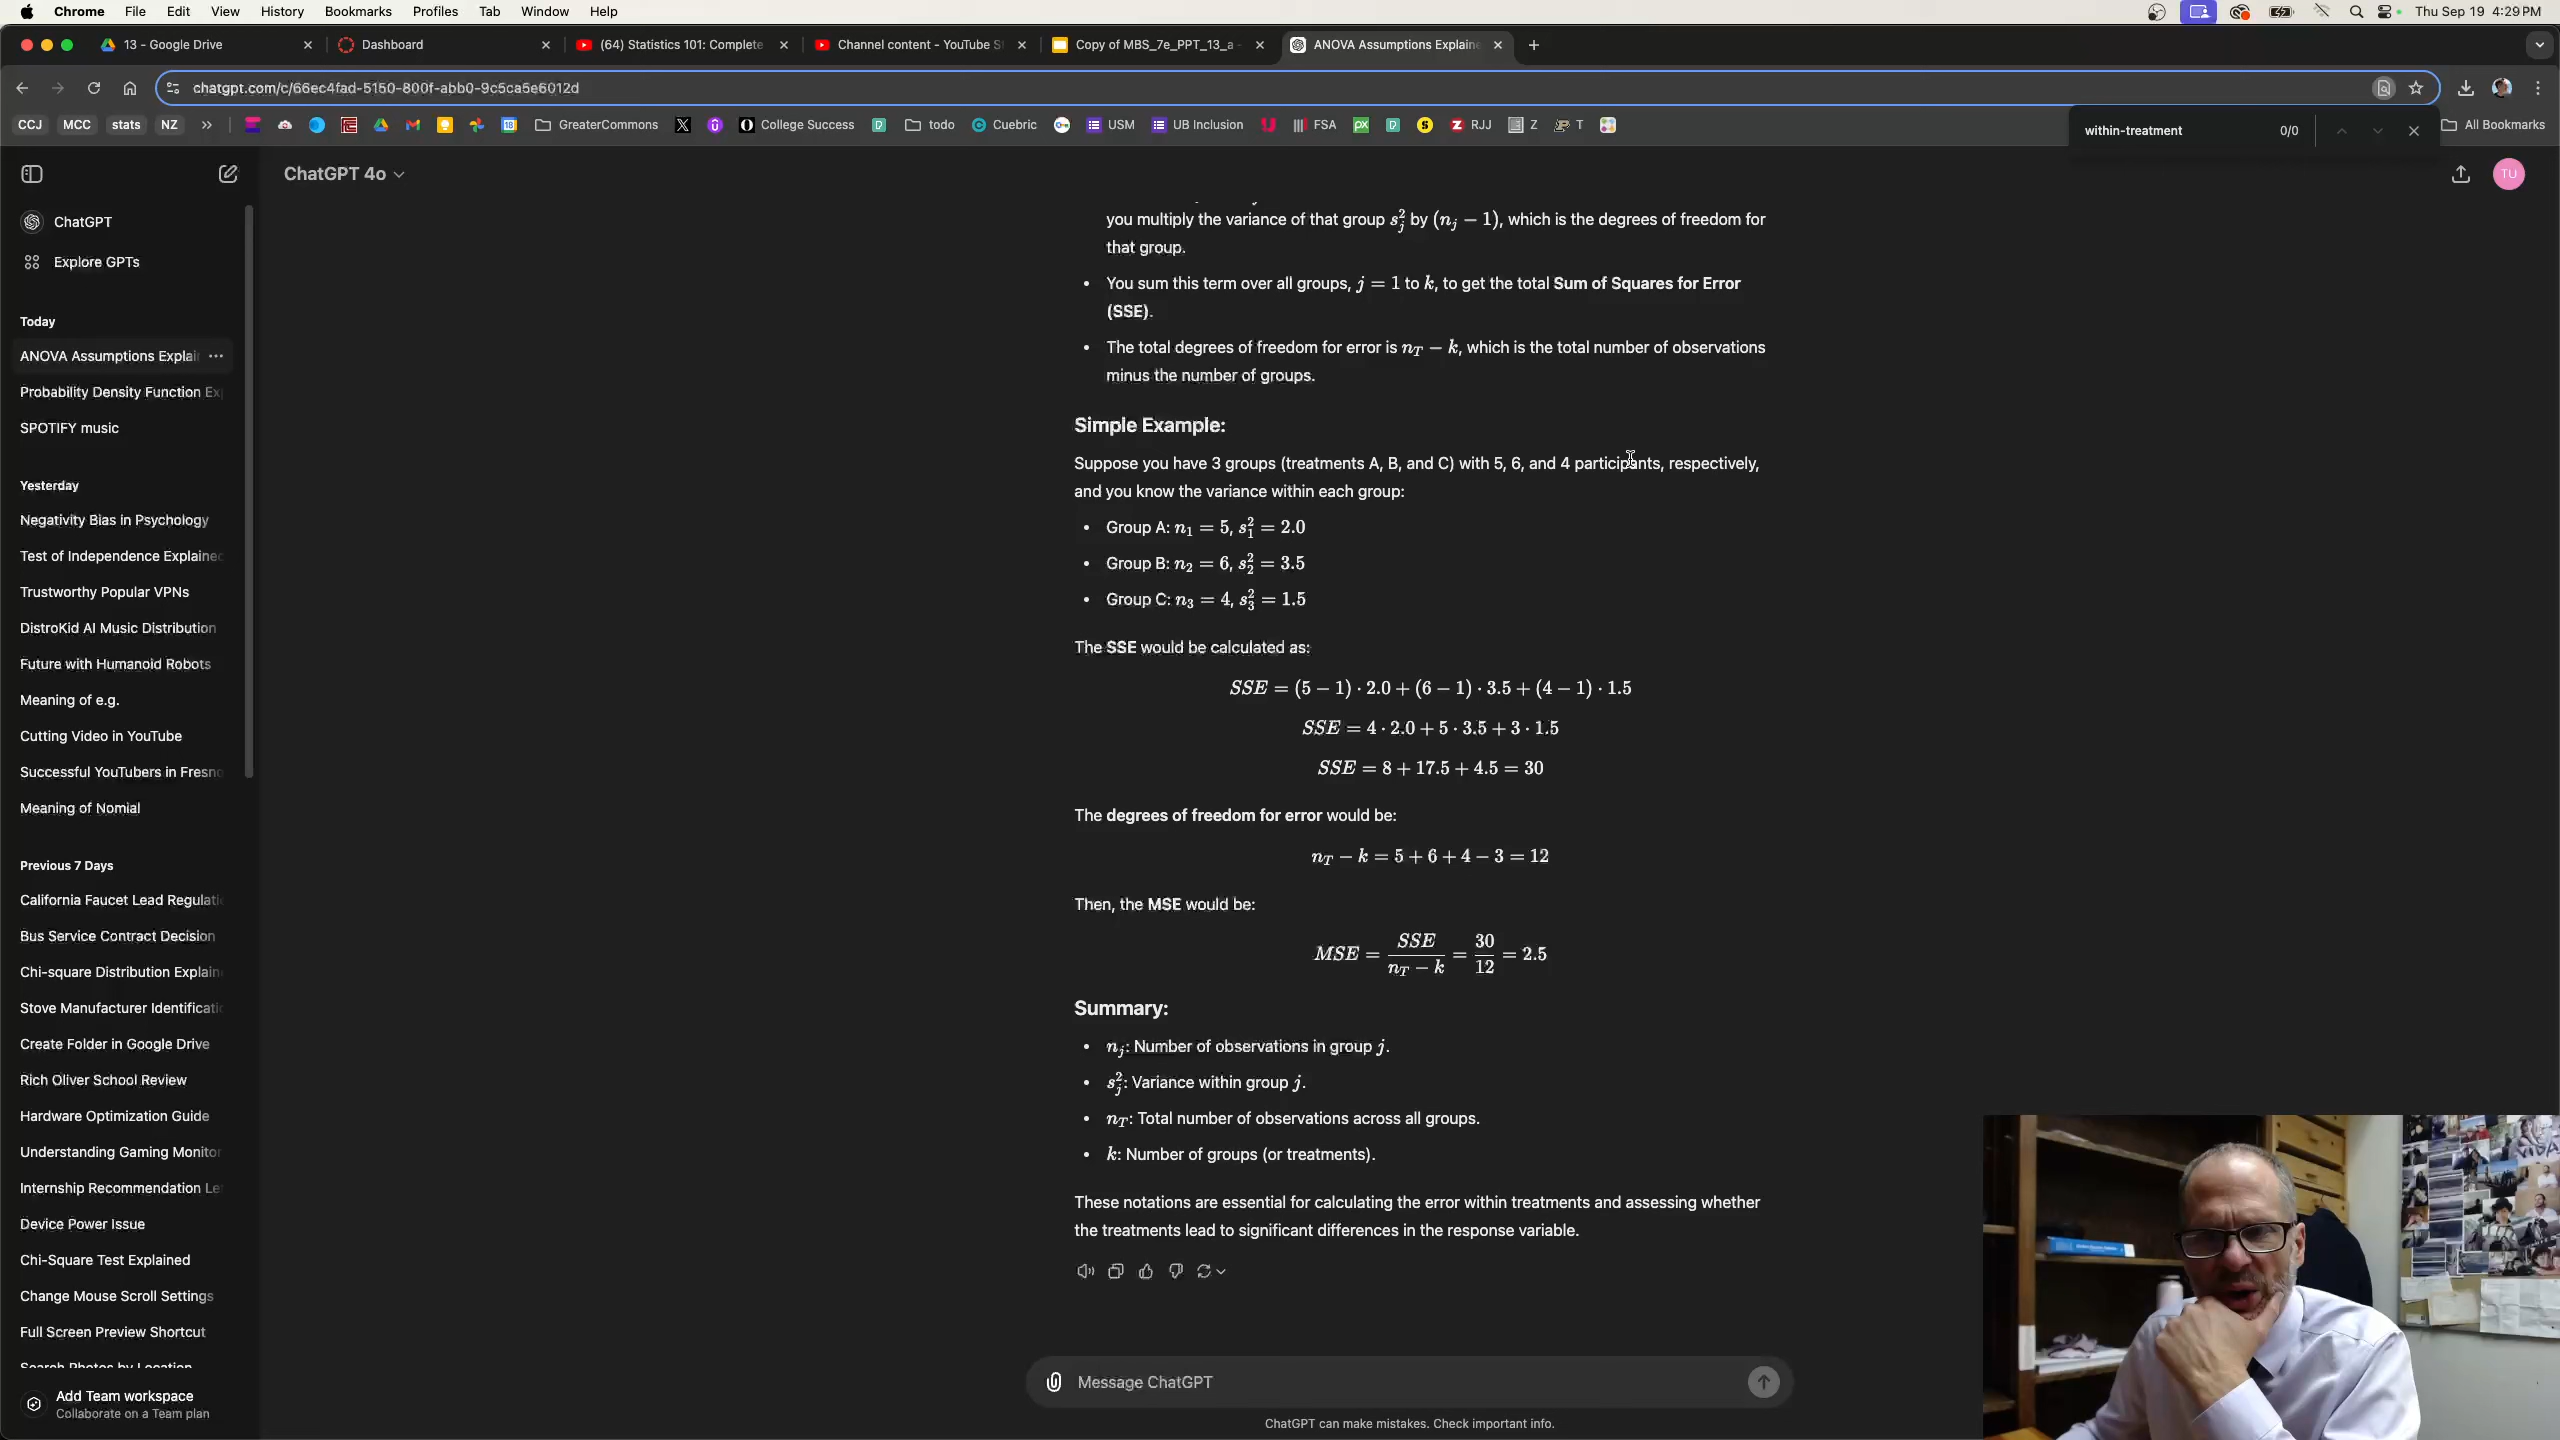 Chrome File Edit View History Bookmarks Profiles Tab Window Help Thu Sep 19 4:29 PM
13 - Google Drive Dashboard (64) Statistics 101: Complete Channel content - YouTube S Copy of MBS_7e_PPT_13_a - ANOVA Assumptions Explain
chatgpt.com/c/66ec4fad-5150-800f-abb0-9c5ca5e6012d
CCJ MCC stats NZ » GreaterCommons College Success todo Cuebric USM UB Inclusion FSA RJJ Z T All Bookmarks
within-treatment 0/0
ChatGPT 4o
TU
ChatGPT
Explore GPTs
Today
ANOVA Assumptions Explai
Probability Density Function Ex
SPOTIFY music
Yesterday
Negativity Bias in Psychology
Test of Independence Explained
Trustworthy Popular VPNs
DistroKid AI Music Distribution
Future with Humanoid Robots
Meaning of e.g.
Cutting Video in YouTube
Successful YouTubers in Fresno
Meaning of Nomial
Previous 7 Days
California Faucet Lead Regulatio
Bus Service Contract Decision
Chi-square Distribution Explain
Stove Manufacturer Identificatio
Create Folder in Google Drive
Rich Oliver School Review
Hardware Optimization Guide
Understanding Gaming Monitor
Internship Recommendation Le
Device Power Issue
Chi-Square Test Explained
Change Mouse Scroll Settings
Full Screen Preview Shortcut
Search Photos by Location
Add Team workspace
Collaborate on a Team plan
you multiply the variance of that group s_j^2 by (n_j − 1), which is the degrees of freedom for
that group.
• You sum this term over all groups, j = 1 to k, to get the total Sum of Squares for Error
(SSE).
• The total degrees of freedom for error is n_T − k, which is the total number of observations
minus the number of groups.
Simple Example:
Suppose you have 3 groups (treatments A, B, and C) with 5, 6, and 4 participants, respectively,
and you know the variance within each group:
• Group A: n_1 = 5, s_1^2 = 2.0
• Group B: n_2 = 6, s_2^2 = 3.5
• Group C: n_3 = 4, s_3^2 = 1.5
The SSE would be calculated as:
SSE = (5 − 1) · 2.0 + (6 − 1) · 3.5 + (4 − 1) · 1.5
SSE = 4 · 2.0 + 5 · 3.5 + 3 · 1.5
SSE = 8 + 17.5 + 4.5 = 30
The degrees of freedom for error would be:
n_T − k = 5 + 6 + 4 − 3 = 12
Then, the MSE would be:
MSE = SSE / (n_T − k) = 30 / 12 = 2.5
Summary:
• n_j: Number of observations in group j.
• s_j^2: Variance within group j.
• n_T: Total number of observations across all groups.
• k: Number of groups (or treatments).
These notations are essential for calculating the error within treatments and assessing whether
the treatments lead to significant differences in the response variable.
Message ChatGPT
ChatGPT can make mistakes. Check important info.